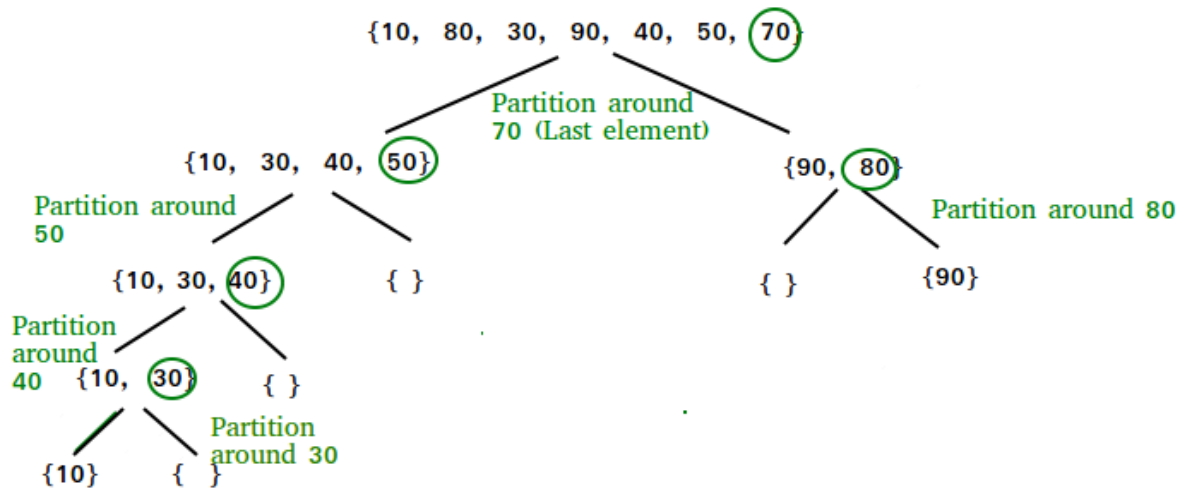 {10, 80, 30, 90, 40, 50, 70}
Partition around
70 (Last element)
{10, 30, 40, 50}
{90, 80}
Partition around
50
Partition around 80
{10, 30, 40}
{ }
{ }
{90}
Partition
around
40
{10, 30}
{ }
Partition
around 30
{10}
{ }